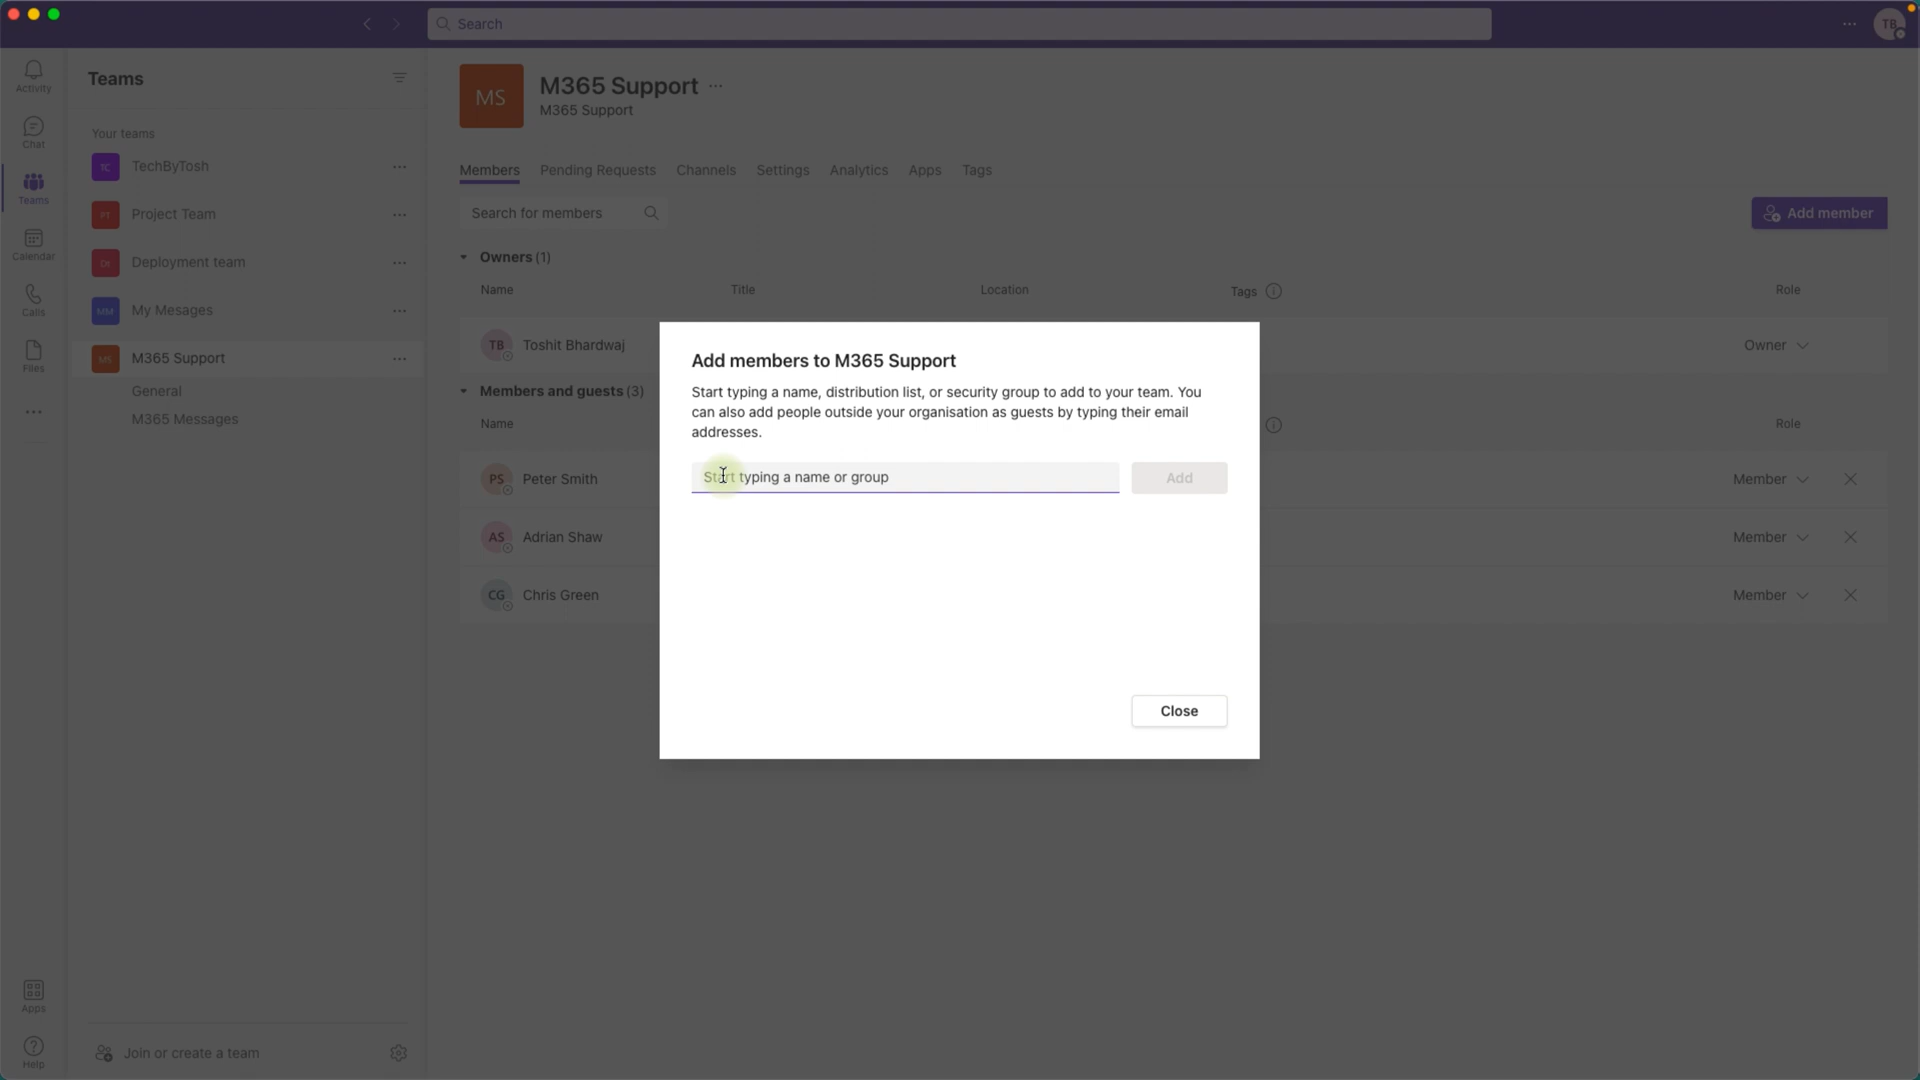 Search
TB
Activity
Chat
Teams
Calendar
Calls
Files
Apps
Help
Teams
Your teams
TC TechByTosh
PT Project Team
Dt Deployment team
MM My Mesages
MS M365 Support
General
M365 Messages
Join or create a team
MS
M365 Support
M365 Support
Members Pending Requests Channels Settings Analytics Apps Tags
Search for members
Add member
Owners (1)
Name Title Location Tags Role
TB Toshit Bhardwaj Owner
Members and guests (3)
Name Role
PS Peter Smith Member
AS Adrian Shaw Member
CG Chris Green Member
Add members to M365 Support
Start typing a name, distribution list, or security group to add to your team. You
can also add people outside your organisation as guests by typing their email
addresses.
Start typing a name or group
Add
Close